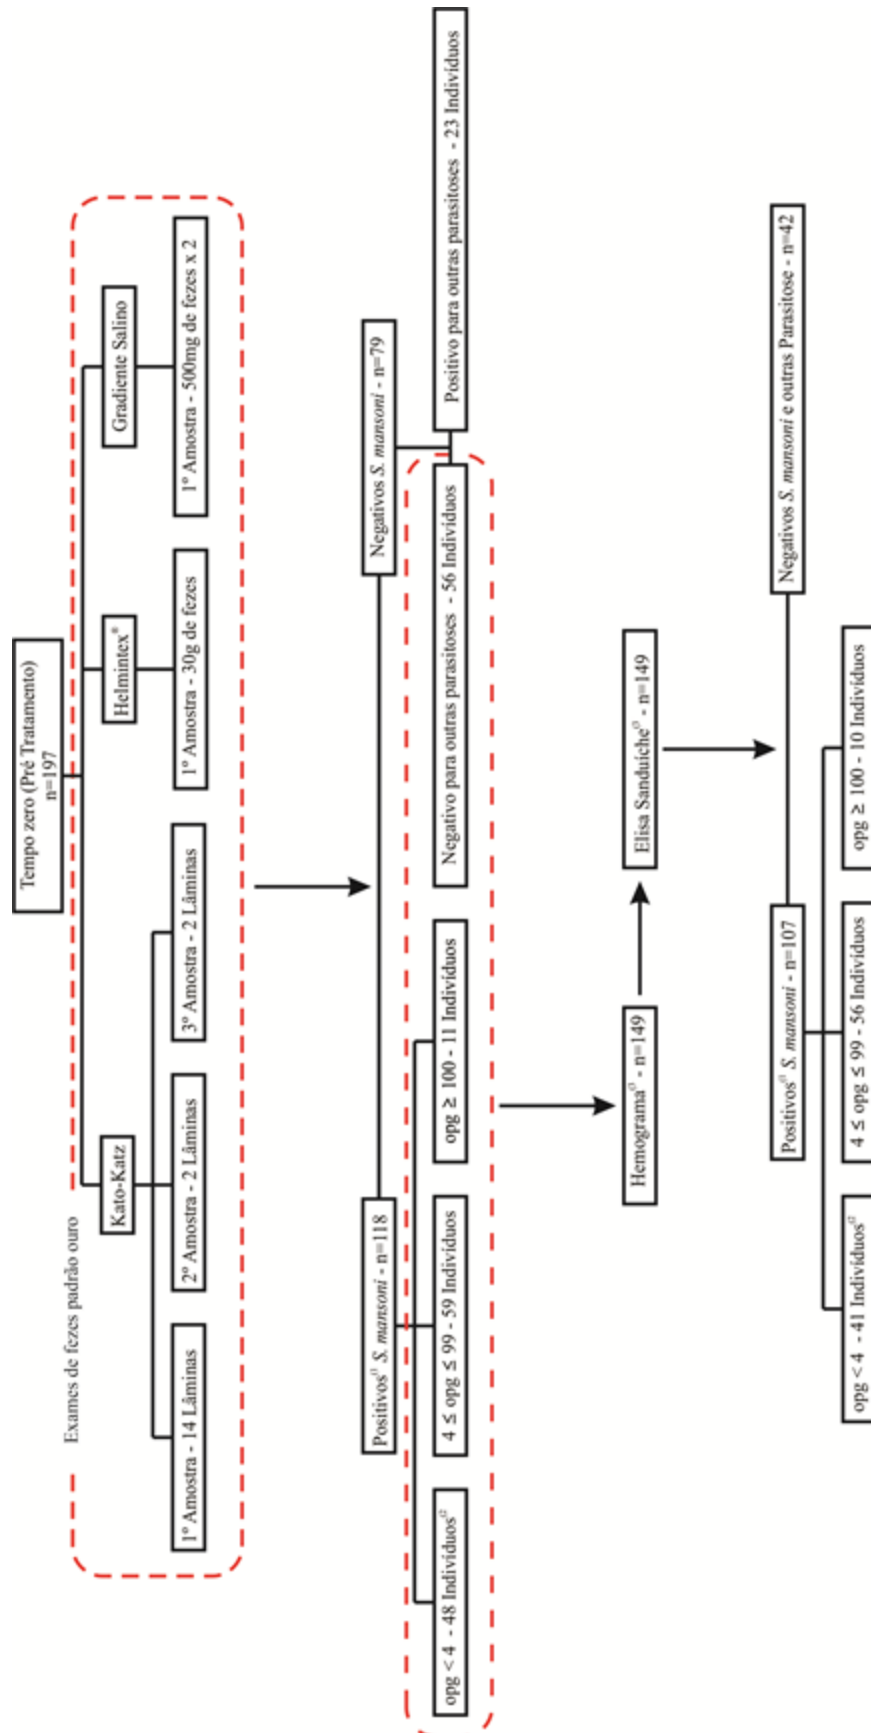 Tempo zero (Pré Tratamento)
n=197
Exames de fezes padrão ouro
Kato-Katz
Helmintex®
Gradiente Salino
1º Amostra - 14 Lâminas
2º Amostra - 2 Lâminas
3º Amostra - 2 Lâminas
1º Amostra - 30g de fezes
1º Amostra - 500mg de fezes x 2
Positivos S. mansoni - n=118
Negativos S. mansoni - n=79
opg < 4 - 48 Indivíduos
4 ≤ opg ≤ 99 - 59 Indivíduos
opg ≥ 100 - 11 Indivíduos
Negativo para outras parasitoses - 56 Indivíduos
Positivo para outras parasitoses - 23 Indivíduos
Hemograma - n=149
Elisa Sanduíche - n=149
Positivos S. mansoni - n=107
Negativos S. mansoni e outras Parasitose - n=42
opg < 4 - 41 Indivíduos
4 ≤ opg ≤ 99 - 56 Indivíduos
opg ≥ 100 - 10 Indivíduos